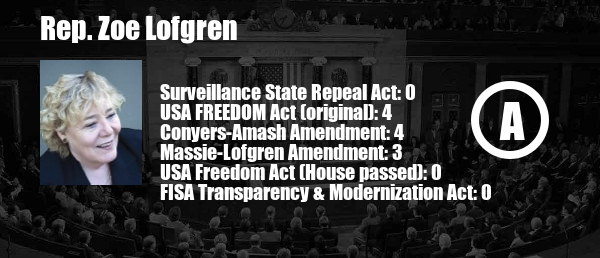 Rep. Zoe Lofgren
Surveillance State Repeal Act: 0
USA FREEDOM Act (original): 4
Conyers-Amash Amendment: 4
Massie-Lofgren Amendment: 3
USA Freedom Act (House passed): 0
FISA Transparency & Modernization Act: 0
A